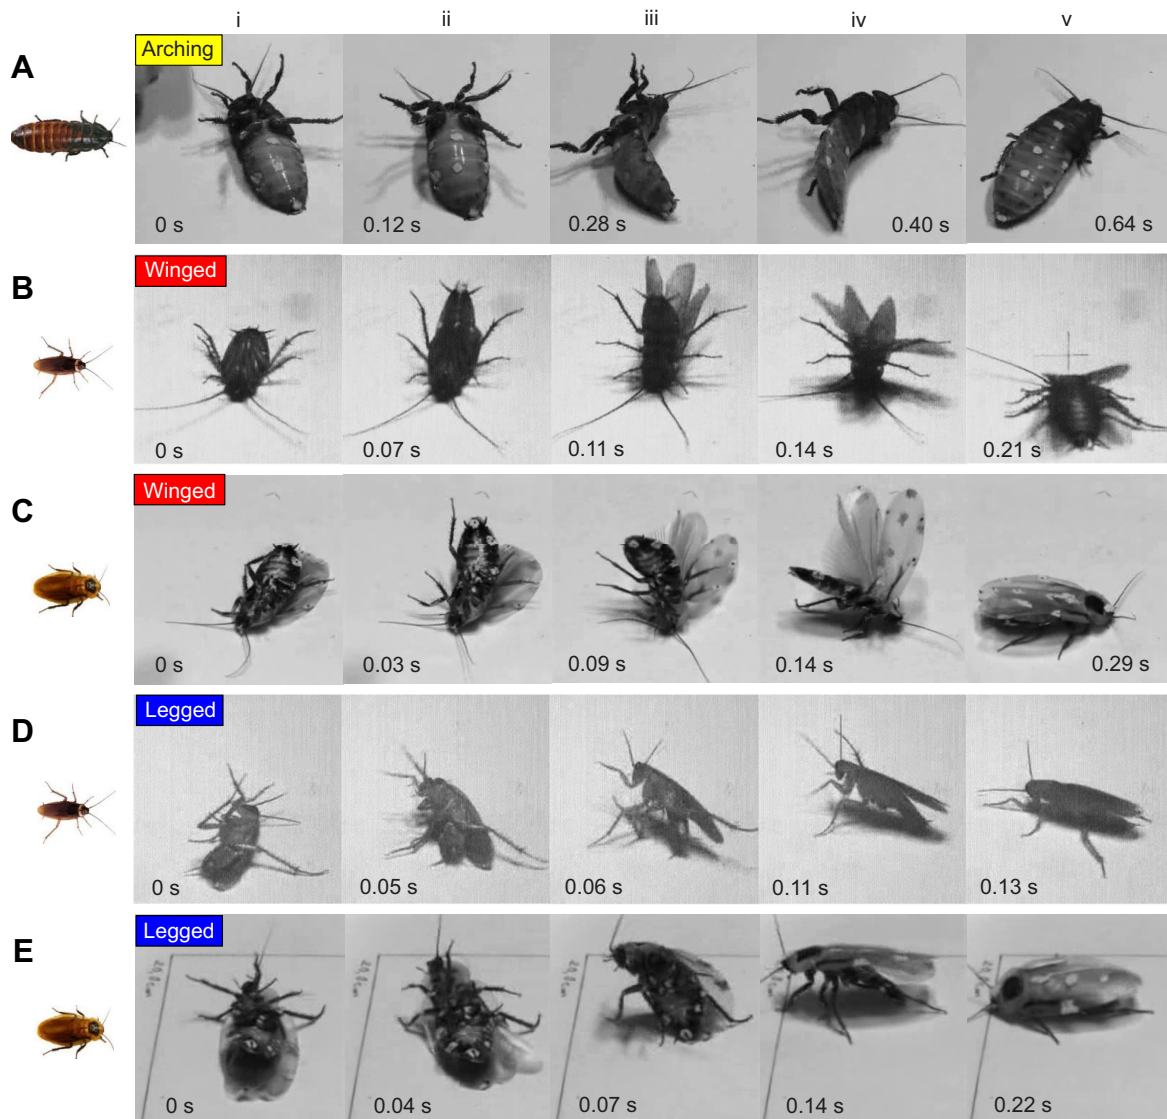 i ii iii iv v
A
Arching
0 s 0.12 s 0.28 s 0.40 s 0.64 s
B
Winged
0 s 0.07 s 0.11 s 0.14 s 0.21 s
C
Winged
0 s 0.03 s 0.09 s 0.14 s 0.29 s
D
Legged
0 s 0.05 s 0.06 s 0.11 s 0.13 s
E
Legged
0 s 0.04 s 0.07 s 0.14 s 0.22 s